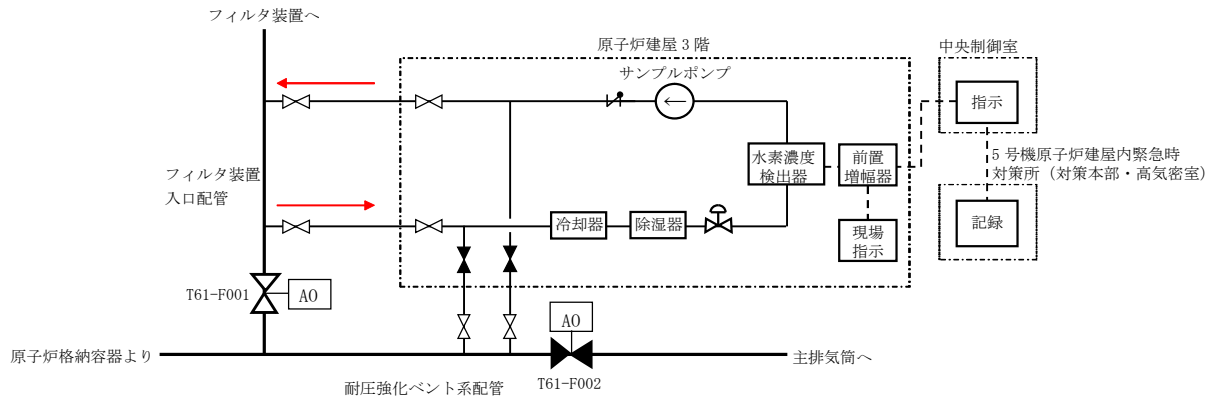 フィルタ装置へ
原子炉建屋 3 階
中央制御室
サンプルポンプ
指示
水素濃度
検出器
前置
増幅器
5 号機原子炉建屋内緊急時
対策所（対策本部・高気密室）
フィルタ装置
入口配管
冷却器
除湿器
現場
指示
記録
T61-F001
AO
AO
原子炉格納容器より
主排気筒へ
耐圧強化ベント系配管
T61-F002